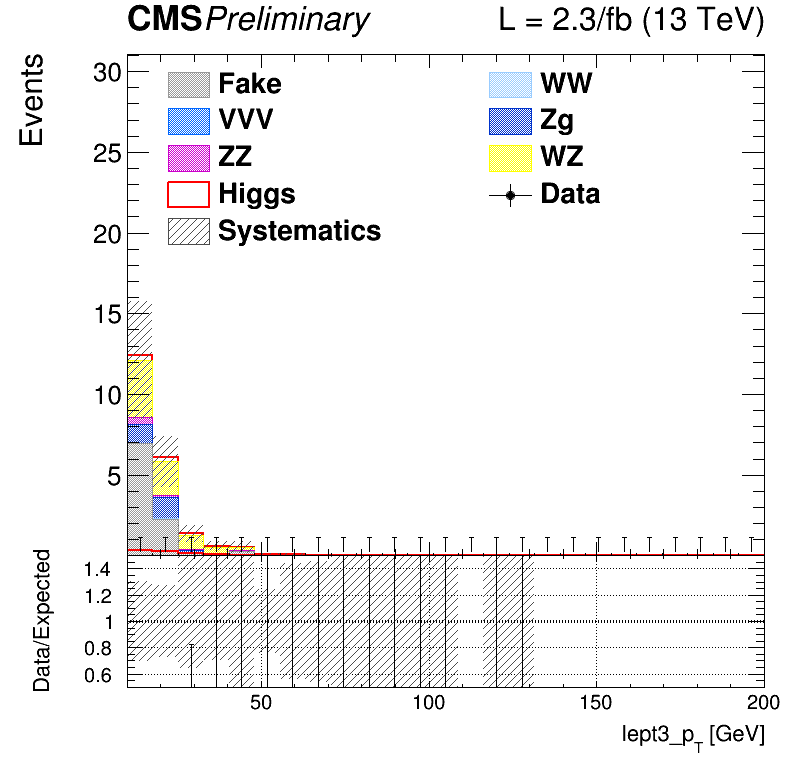 CMS Preliminary L = 2.3/fb (13 TeV)
Events
30
25
20
15
10
5
Fake
VVV
ZZ
Higgs
Systematics
WW
Zg
WZ
Data
Data/Expected
1.4
1.2
1
0.8
0.6
50 100 150 200
lept3_p_T [GeV]